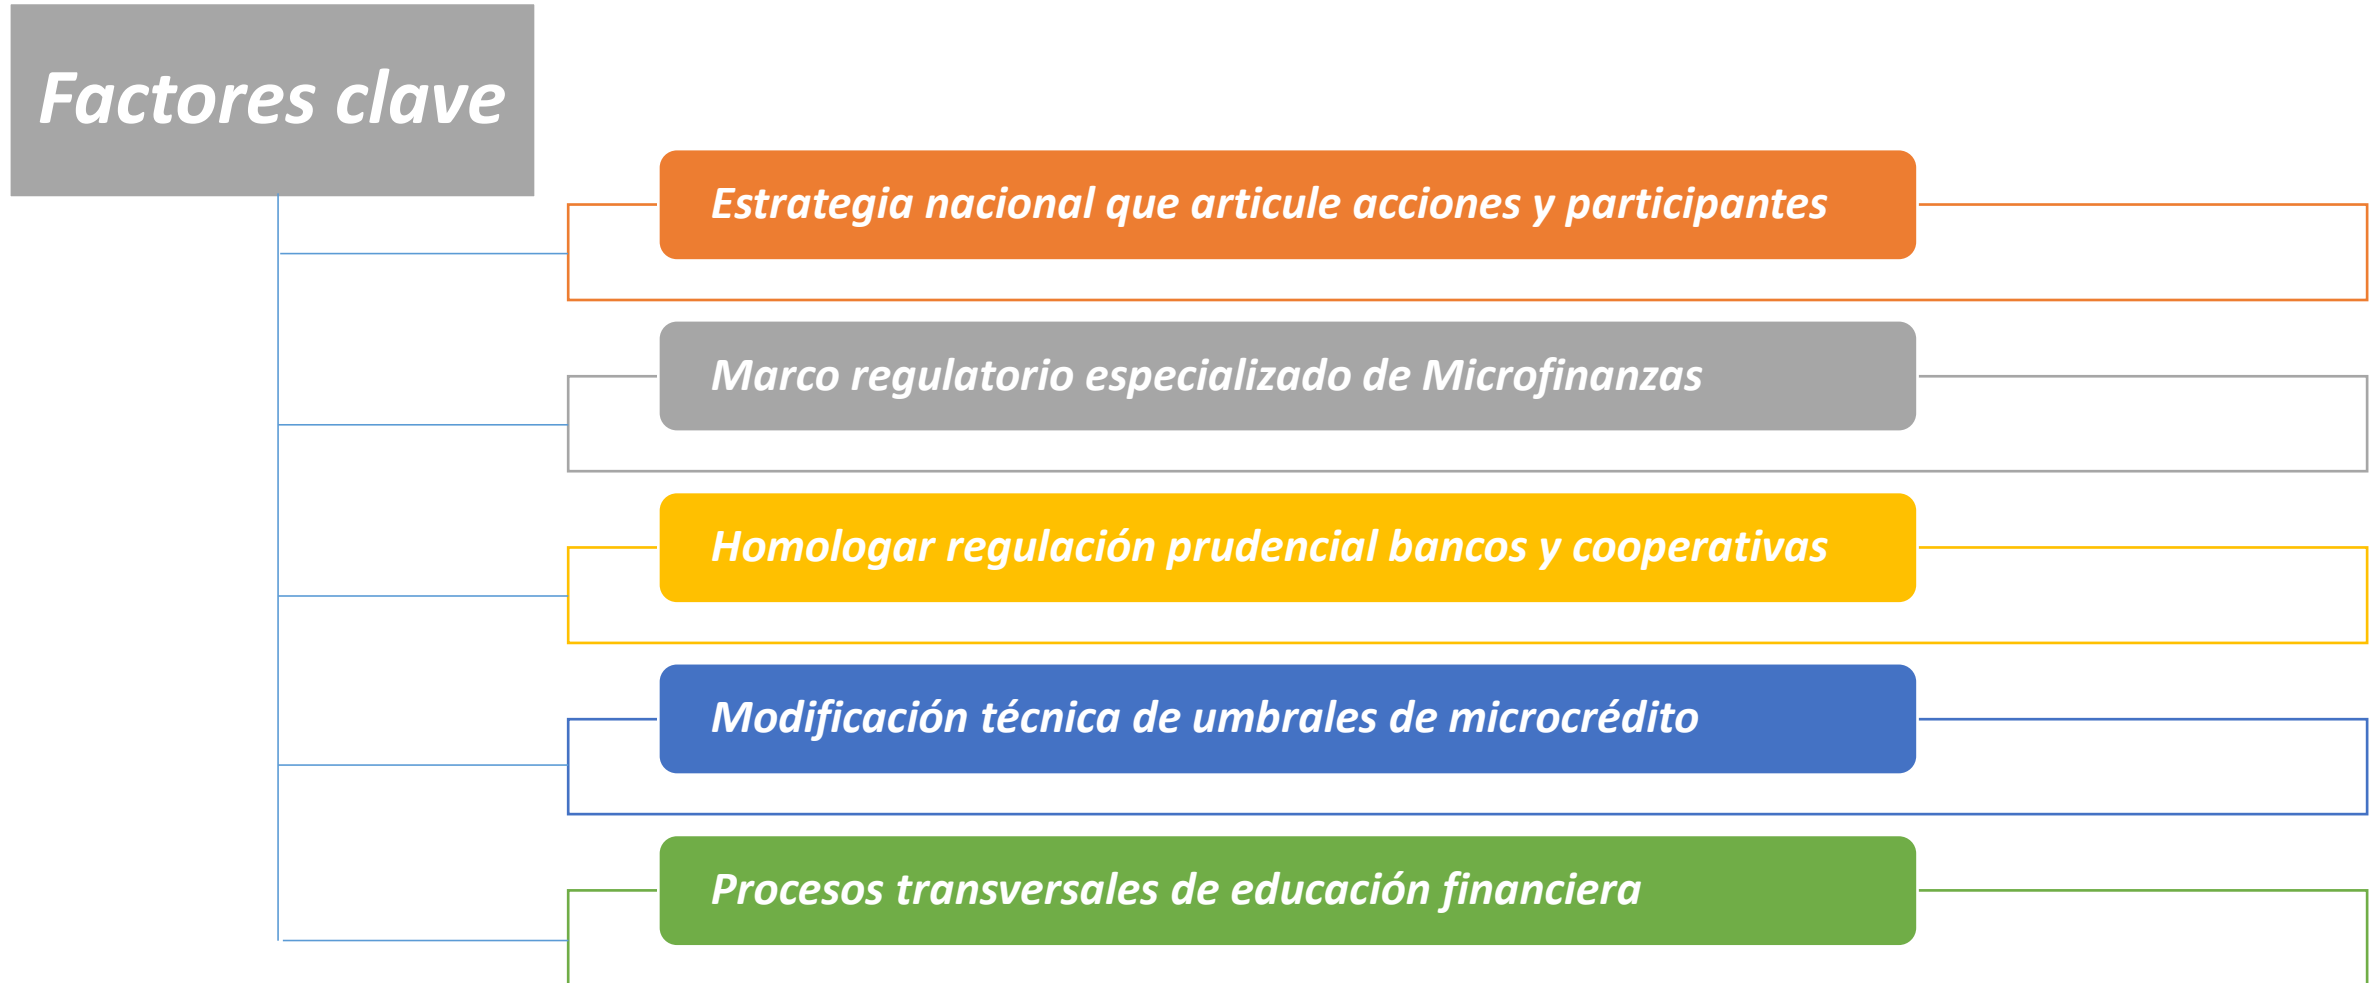 Factores clave
Estrategia nacional que articule acciones y participantes
Marco regulatorio especializado de Microfinanzas
Homologar regulación prudencial bancos y cooperativas
Modificación técnica de umbrales de microcrédito
Procesos transversales de educación financiera